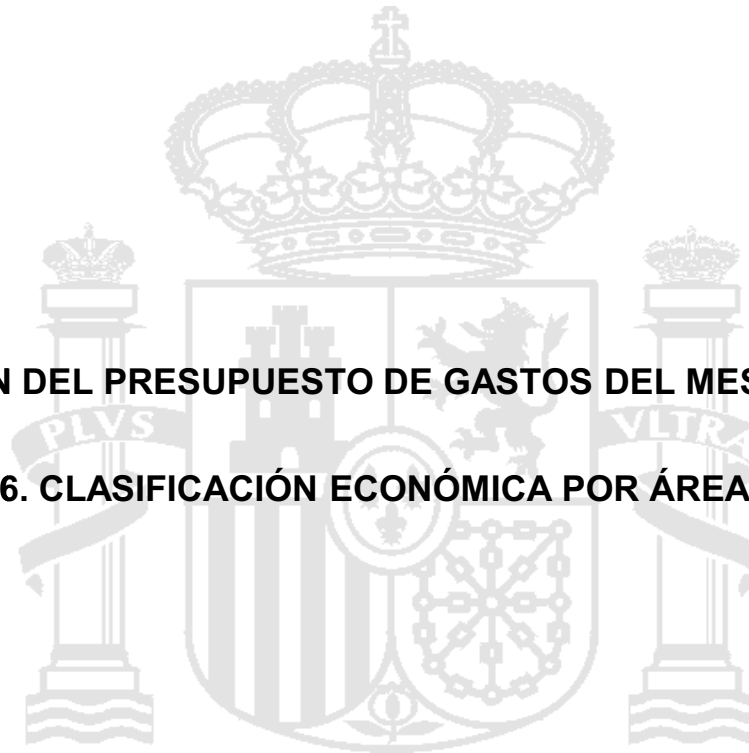 N DEL PRESUPUESTO DE GASTOS DEL MES
6. CLASIFICACIÓN ECONÓMICA POR ÁREA
PLVS
VLTRA